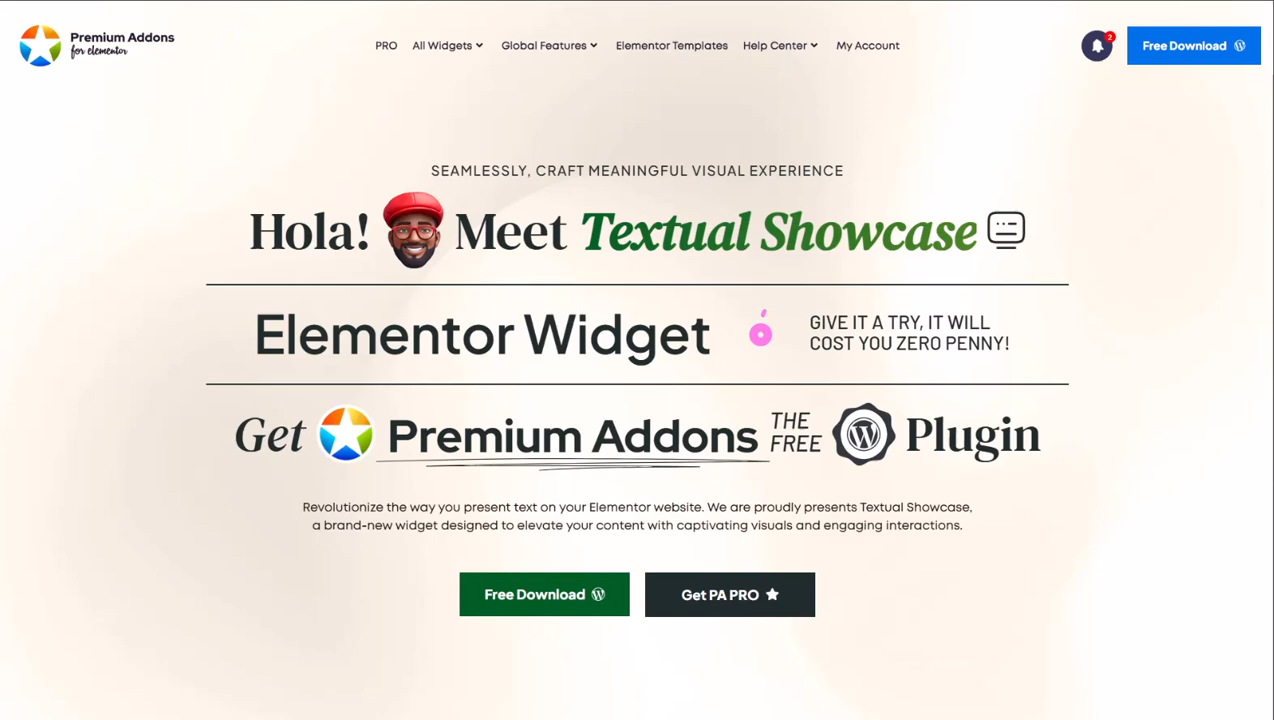 Premium Addons
for elementor
PRO
All Widgets
Global Features
Elementor Templates
Help Center
My Account
2
Free Download
SEAMLESSLY, CRAFT MEANINGFUL VISUAL EXPERIENCE
Hola! Meet Textual Showcase
Elementor Widget
GIVE IT A TRY, IT WILL
COST YOU ZERO PENNY!
Get Premium Addons THE FREE Plugin
Revolutionize the way you present text on your Elementor website. We are proudly presents Textual Showcase,
a brand-new widget designed to elevate your content with captivating visuals and engaging interactions.
Free Download
Get PA PRO